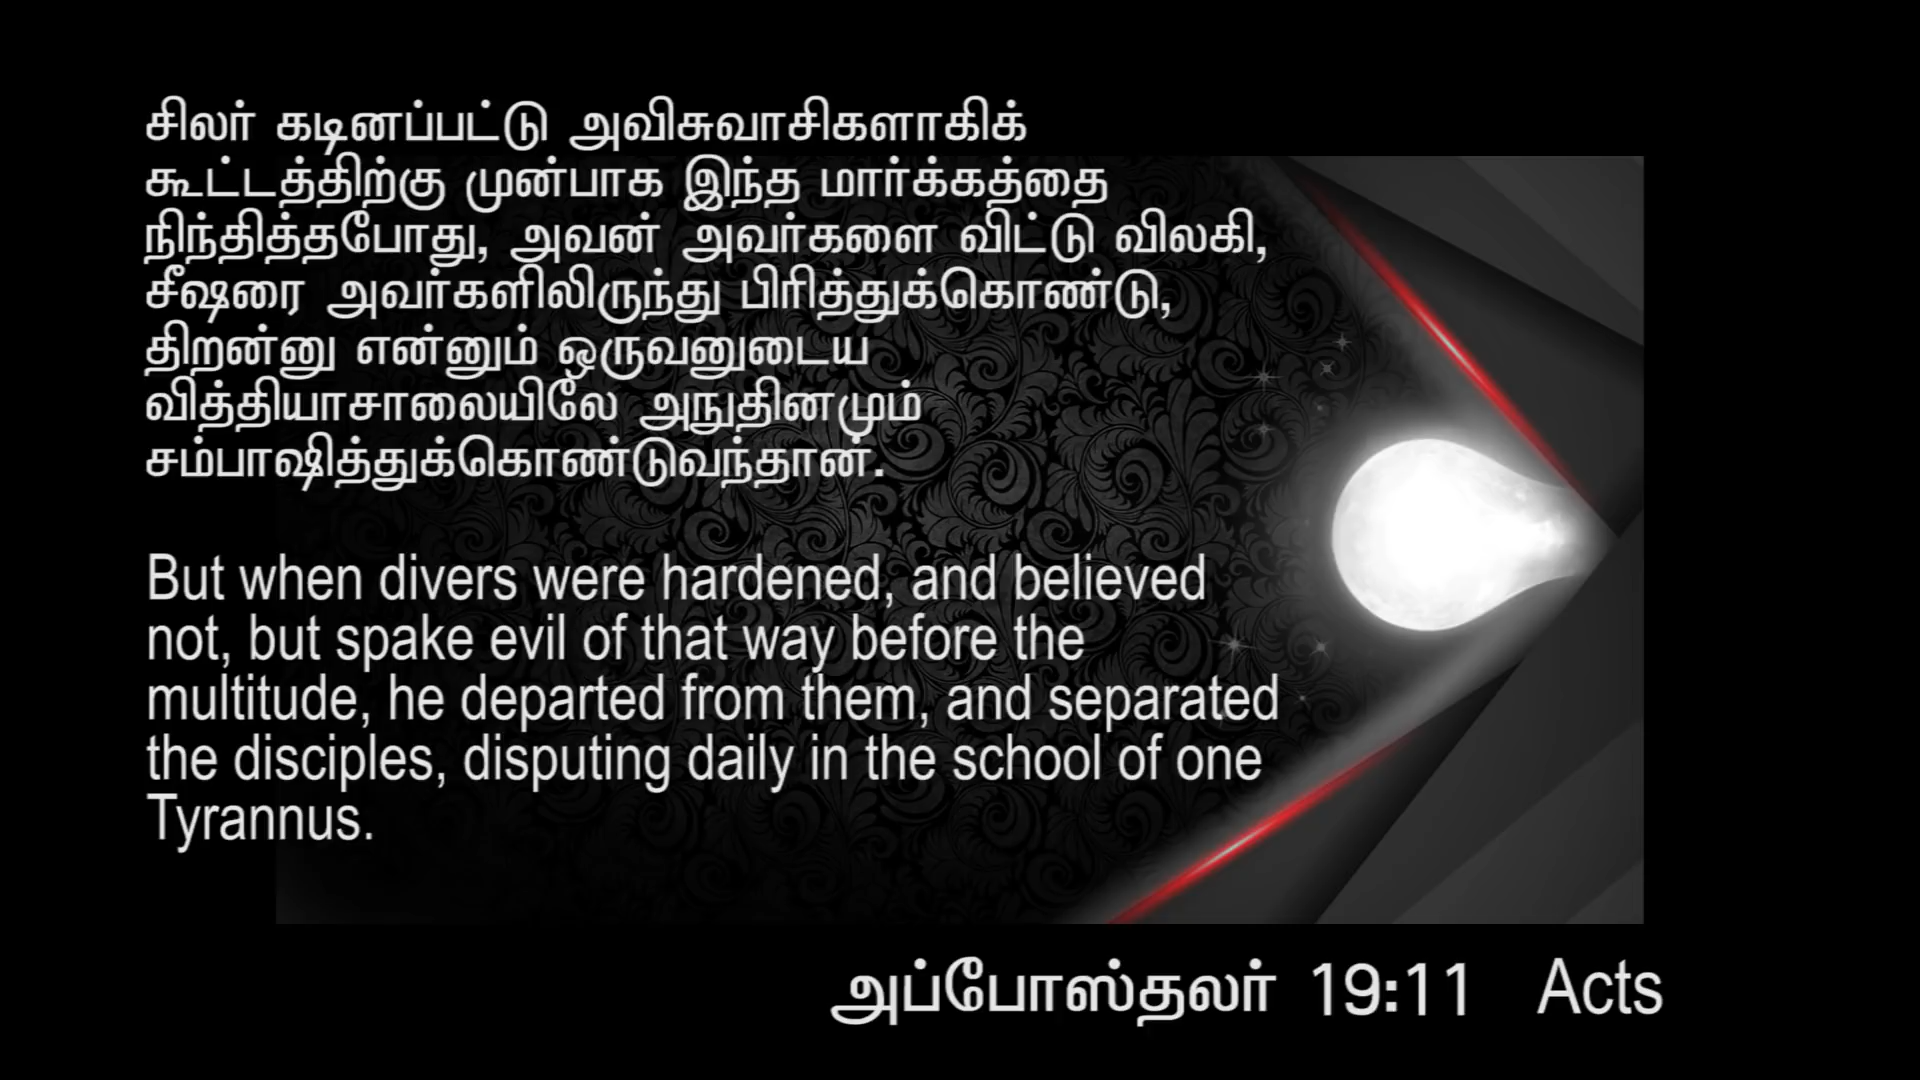 சிலர் கடினப்பட்டு அவிசுவாசிகளாகிக்
கூட்டத்திற்கு முன்பாக இந்த மார்க்கத்தை
நிந்தித்தபோது, அவன் அவர்களை விட்டு விலகி,
சீஷரை அவர்களிலிருந்து பிரித்துக்கொண்டு,
திறன்னு என்னும் ஒருவனுடைய
வித்தியாசாலையிலே அநுதினமும்
சம்பாஷித்துக்கொண்டுவந்தான்.
But when divers were hardened, and believed
not, but spake evil of that way before the
multitude, he departed from them, and separated
the disciples, disputing daily in the school of one
Tyrannus.
அப்போஸ்தலர் 19:11 Acts